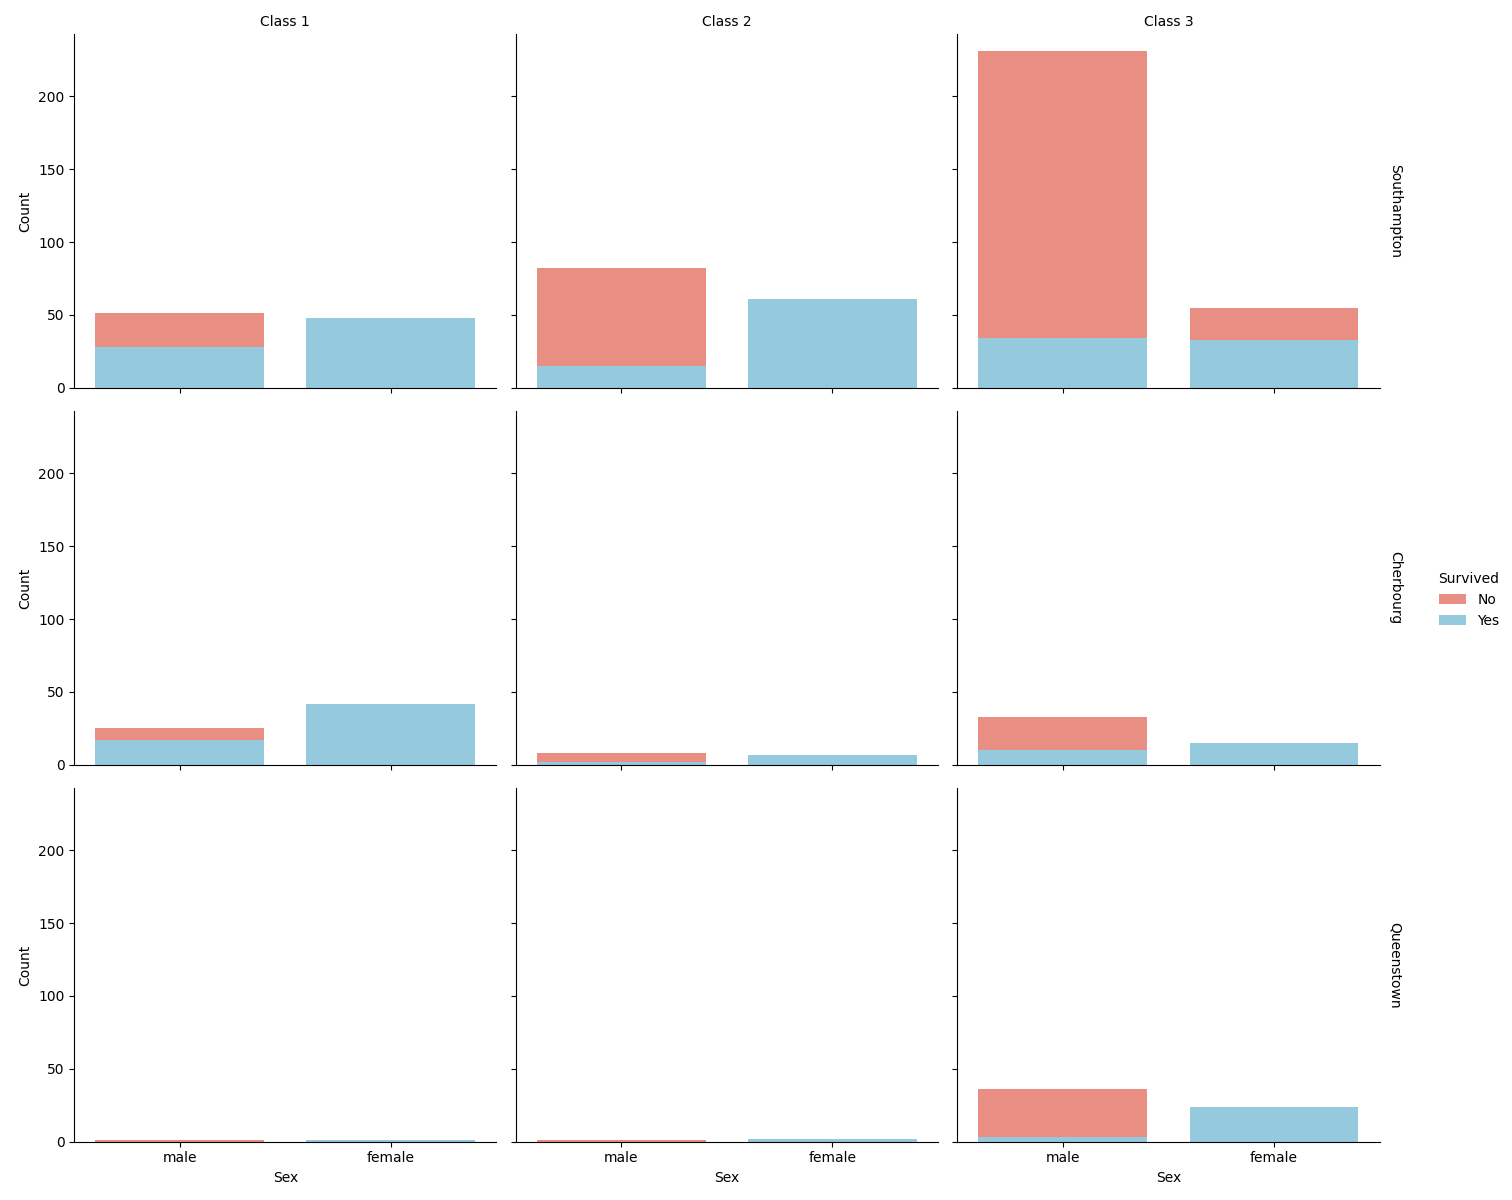 Class 1
Class 2
Class 3
200
150
100
50
0
Count
Southampton
200
150
100
50
0
Count
Cherbourg
Survived
No
Yes
200
150
100
50
0
Count
Queenstown
male
female
male
female
male
female
Sex
Sex
Sex